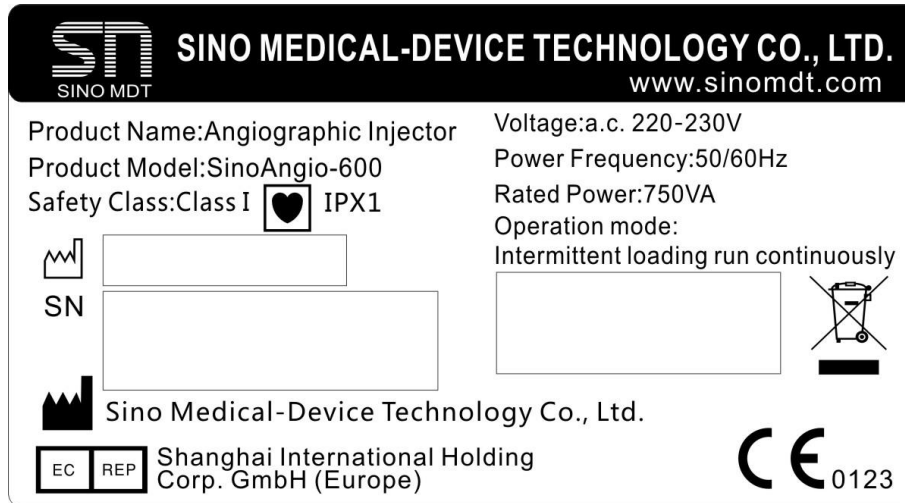 SINO MDT
SINO MEDICAL-DEVICE TECHNOLOGY CO., LTD.
www.sinomdt.com
Product Name:Angiographic Injector
Product Model:SinoAngio-600
Safety Class:Class I IPX1
SN
Voltage:a.c. 220-230V
Power Frequency:50/60Hz
Rated Power:750VA
Operation mode:
Intermittent loading run continuously
Sino Medical-Device Technology Co., Ltd.
EC REP
Shanghai International Holding
Corp. GmbH (Europe)
CE 0123